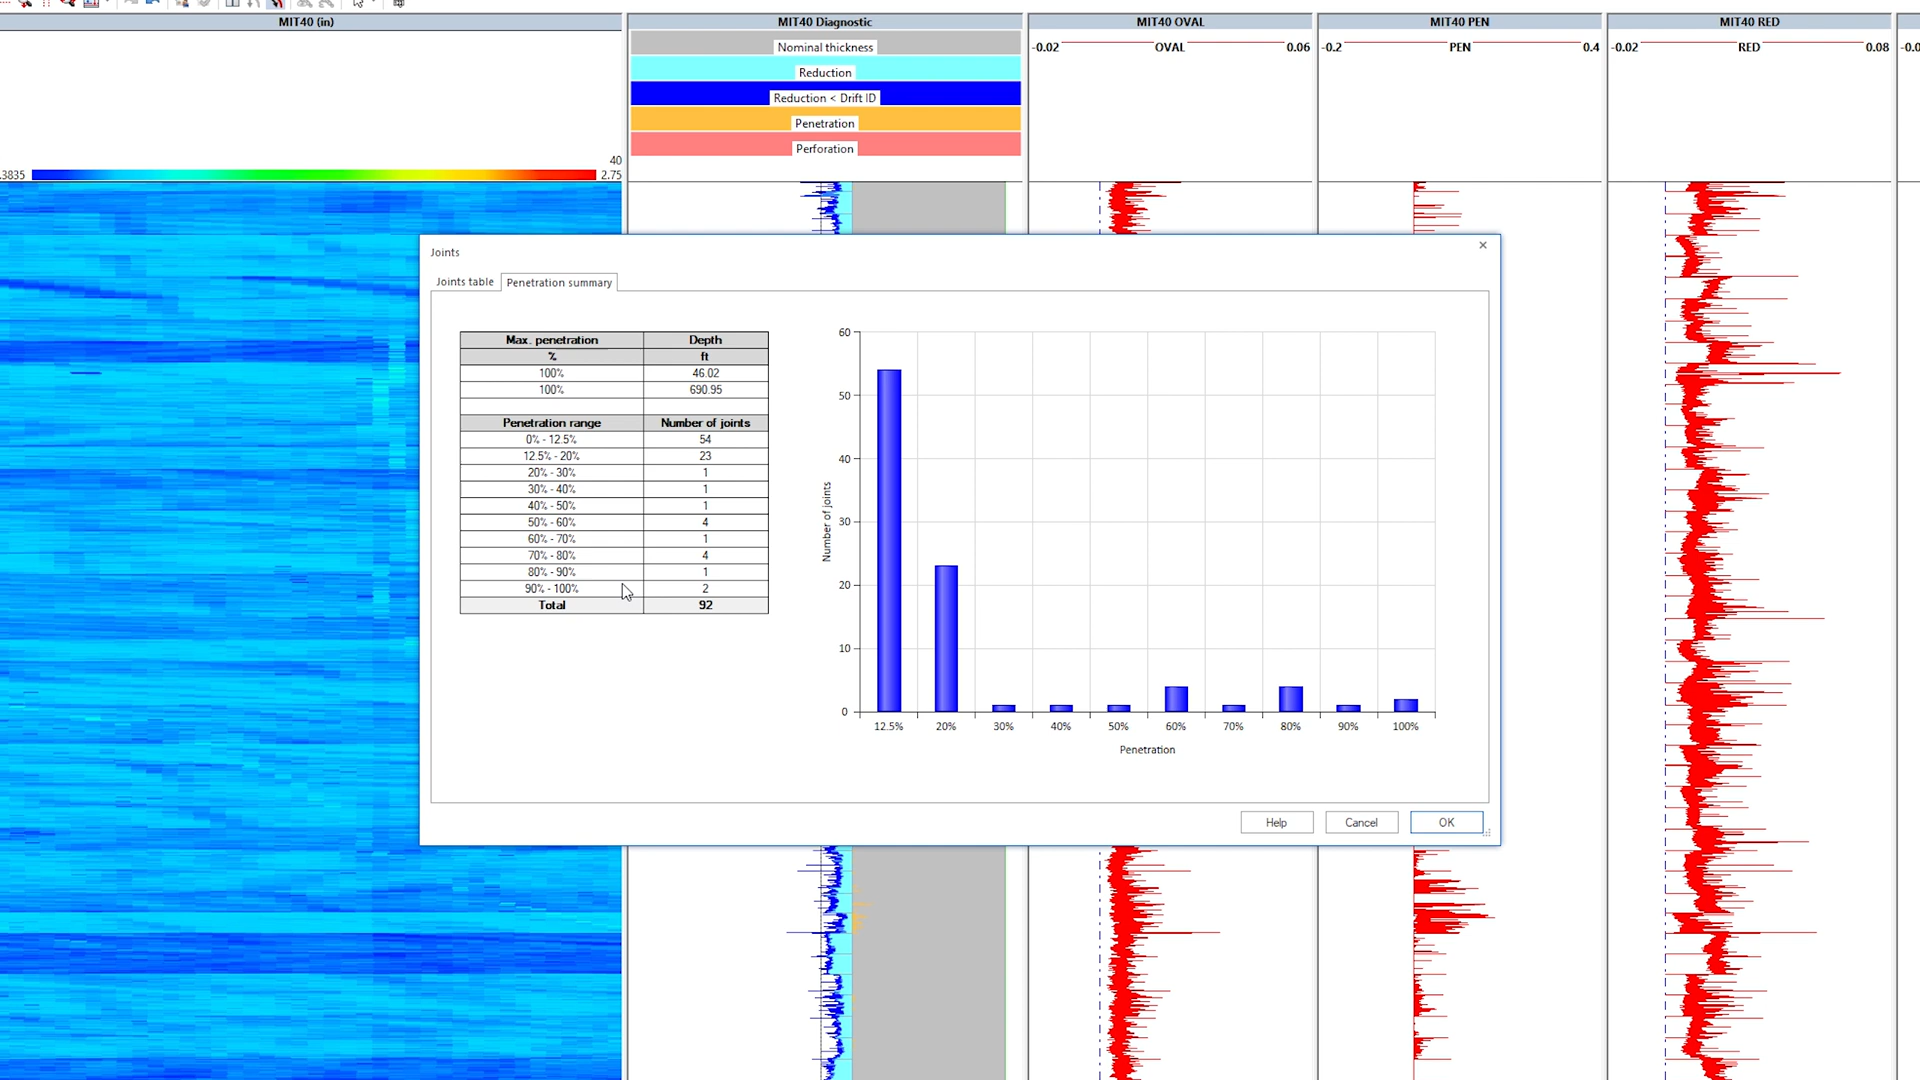 MIT40 (in)
MIT40 Diagnostic
MIT40 OVAL
MIT40 PEN
MIT40 RED
Nominal thickness
-0.02 OVAL 0.06
-0.2 PEN 0.4
-0.02 RED 0.08
-0.0
Reduction
Reduction < Drift ID
Penetration
Perforation
40
.3835 2.75
Joints
Joints table
Penetration summary
Max. penetration Depth
% ft
100% 46.02
100% 690.95
Penetration range Number of joints
0% - 12.5% 54
12.5% - 20% 23
20% - 30% 1
30% - 40% 1
40% - 50% 1
50% - 60% 4
60% - 70% 1
70% - 80% 4
80% - 90% 1
90% - 100% 2
Total 92
60
50
40
30
20
10
0
Number of joints
12.5% 20% 30% 40% 50% 60% 70% 80% 90% 100%
Penetration
Help Cancel OK